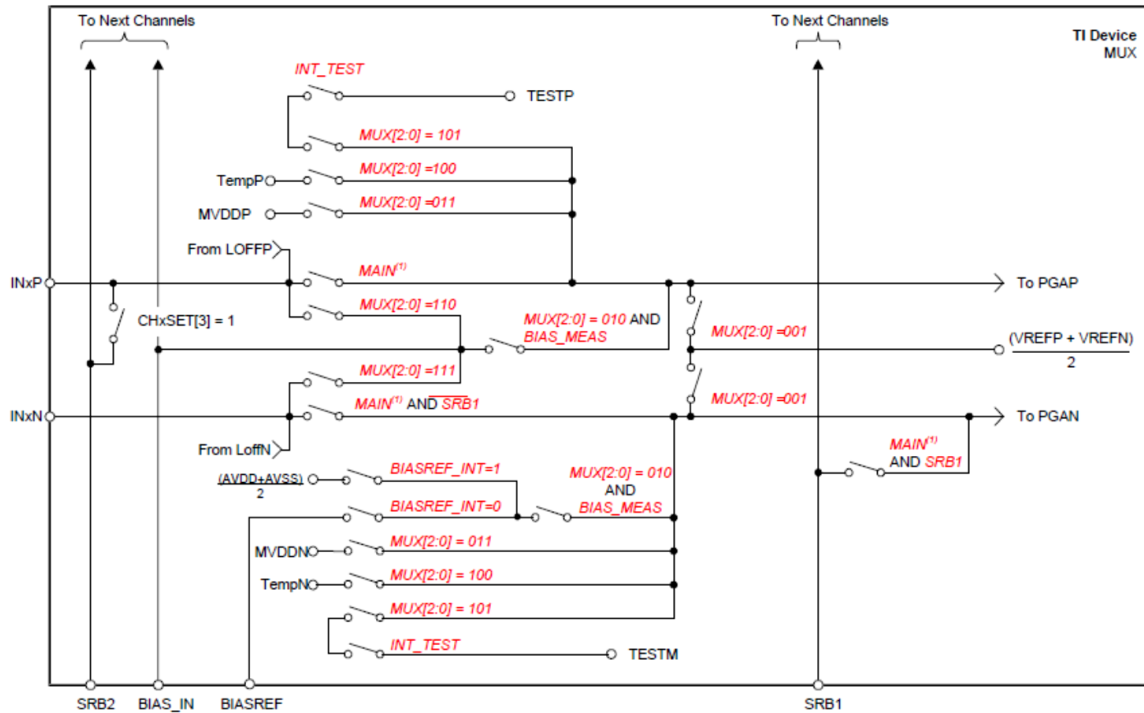 To Next Channels
To Next Channels
TI Device
MUX
INT_TEST
TESTP
MUX[2:0] = 101
TempP
MUX[2:0] =100
MVDDP
MUX[2:0] =011
From LOFFP
INxP
MAIN(1)
To PGAP
MUX[2:0] =110
CHxSET[3] = 1
MUX[2:0] = 010 AND
BIAS_MEAS
MUX[2:0] =001
(VREFP + VREFN)
2
MUX[2:0] =111
MUX[2:0] =001
INxN
MAIN(1) AND SRB1
To PGAN
From LoffN
MAIN(1)
AND SRB1
(AVDD+AVSS)
2
BIASREF_INT=1
MUX[2:0] = 010
AND
BIAS_MEAS
BIASREF_INT=0
MVDDN
MUX[2:0] = 011
TempN
MUX[2:0] = 100
MUX[2:0] = 101
INT_TEST
TESTM
SRB2
BIAS_IN
BIASREF
SRB1